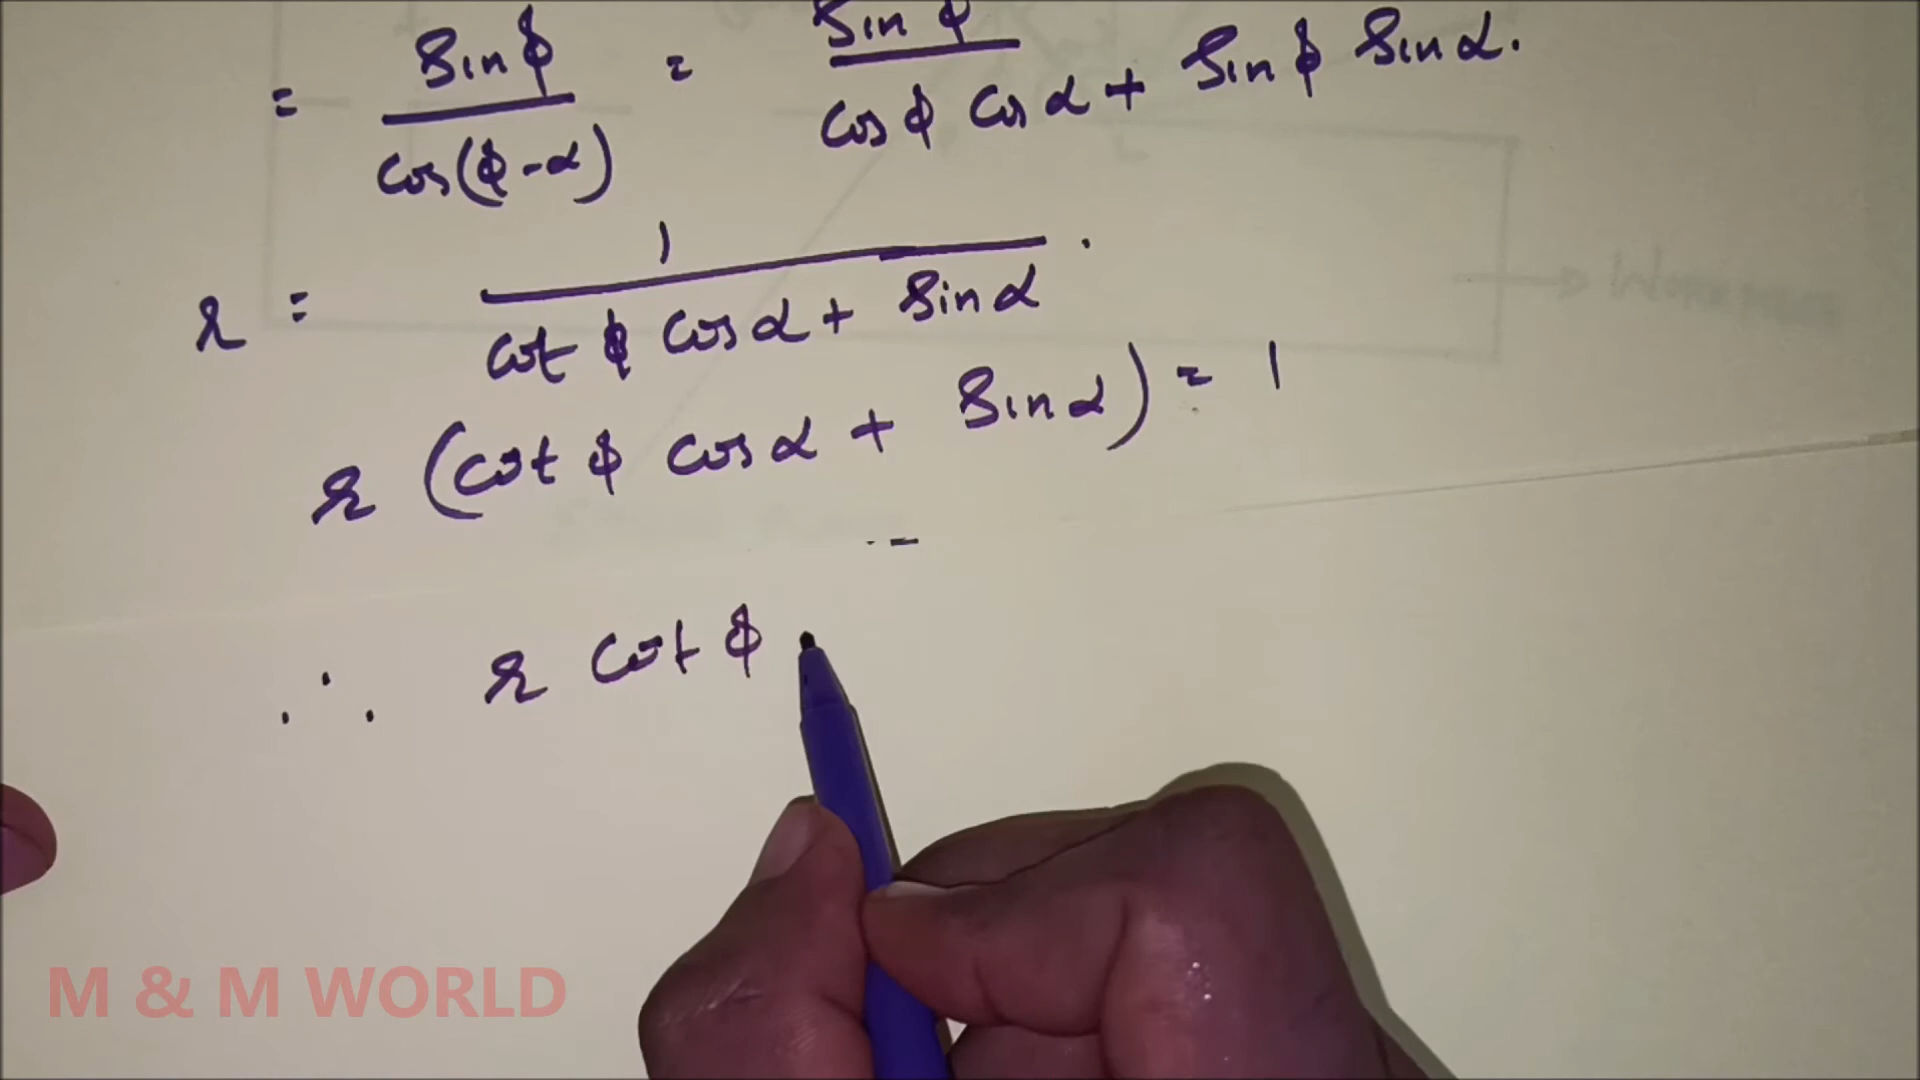 = sin ϕ / cos(ϕ - α) = sin ϕ / cos ϕ cos α + sin ϕ sin α.
r = 1 / cot ϕ cos α + sin α .
r (cot ϕ cos α + sin α) = 1
∴ r cot ϕ
M & M WORLD